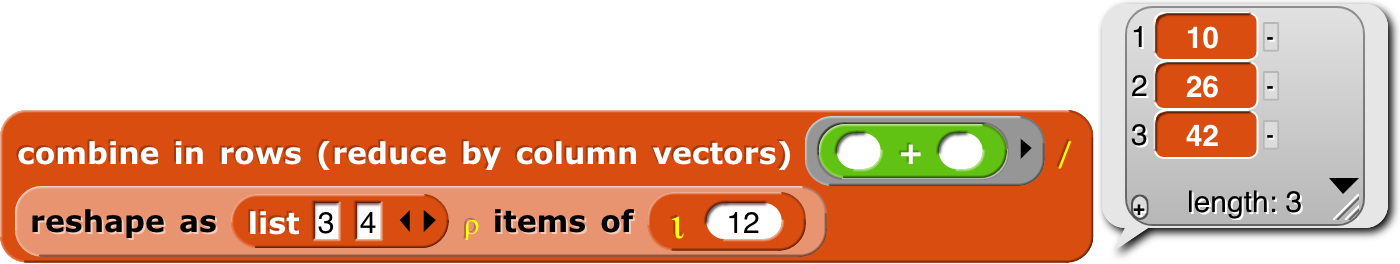 combine in rows (reduce by column vectors) + /
reshape as list 3 4 ρ items of ι 12
1 10 -
2 26 -
3 42 -
+ length: 3